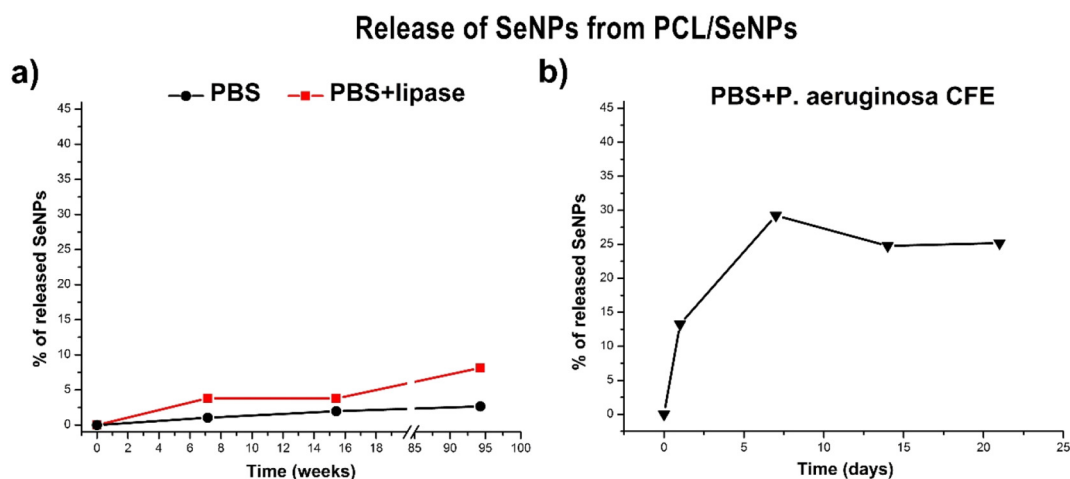 Release of SeNPs from PCL/SeNPs
a)
PBS
PBS+lipase
% of released SeNPs
45
40
35
30
25
20
15
10
5
0
0 2 4 6 8 10 12 14 16 18 85 90 95 100
Time (weeks)
b)
PBS+P. aeruginosa CFE
% of released SeNPs
45
40
35
30
25
20
15
10
5
0
0 5 10 15 20 25
Time (days)